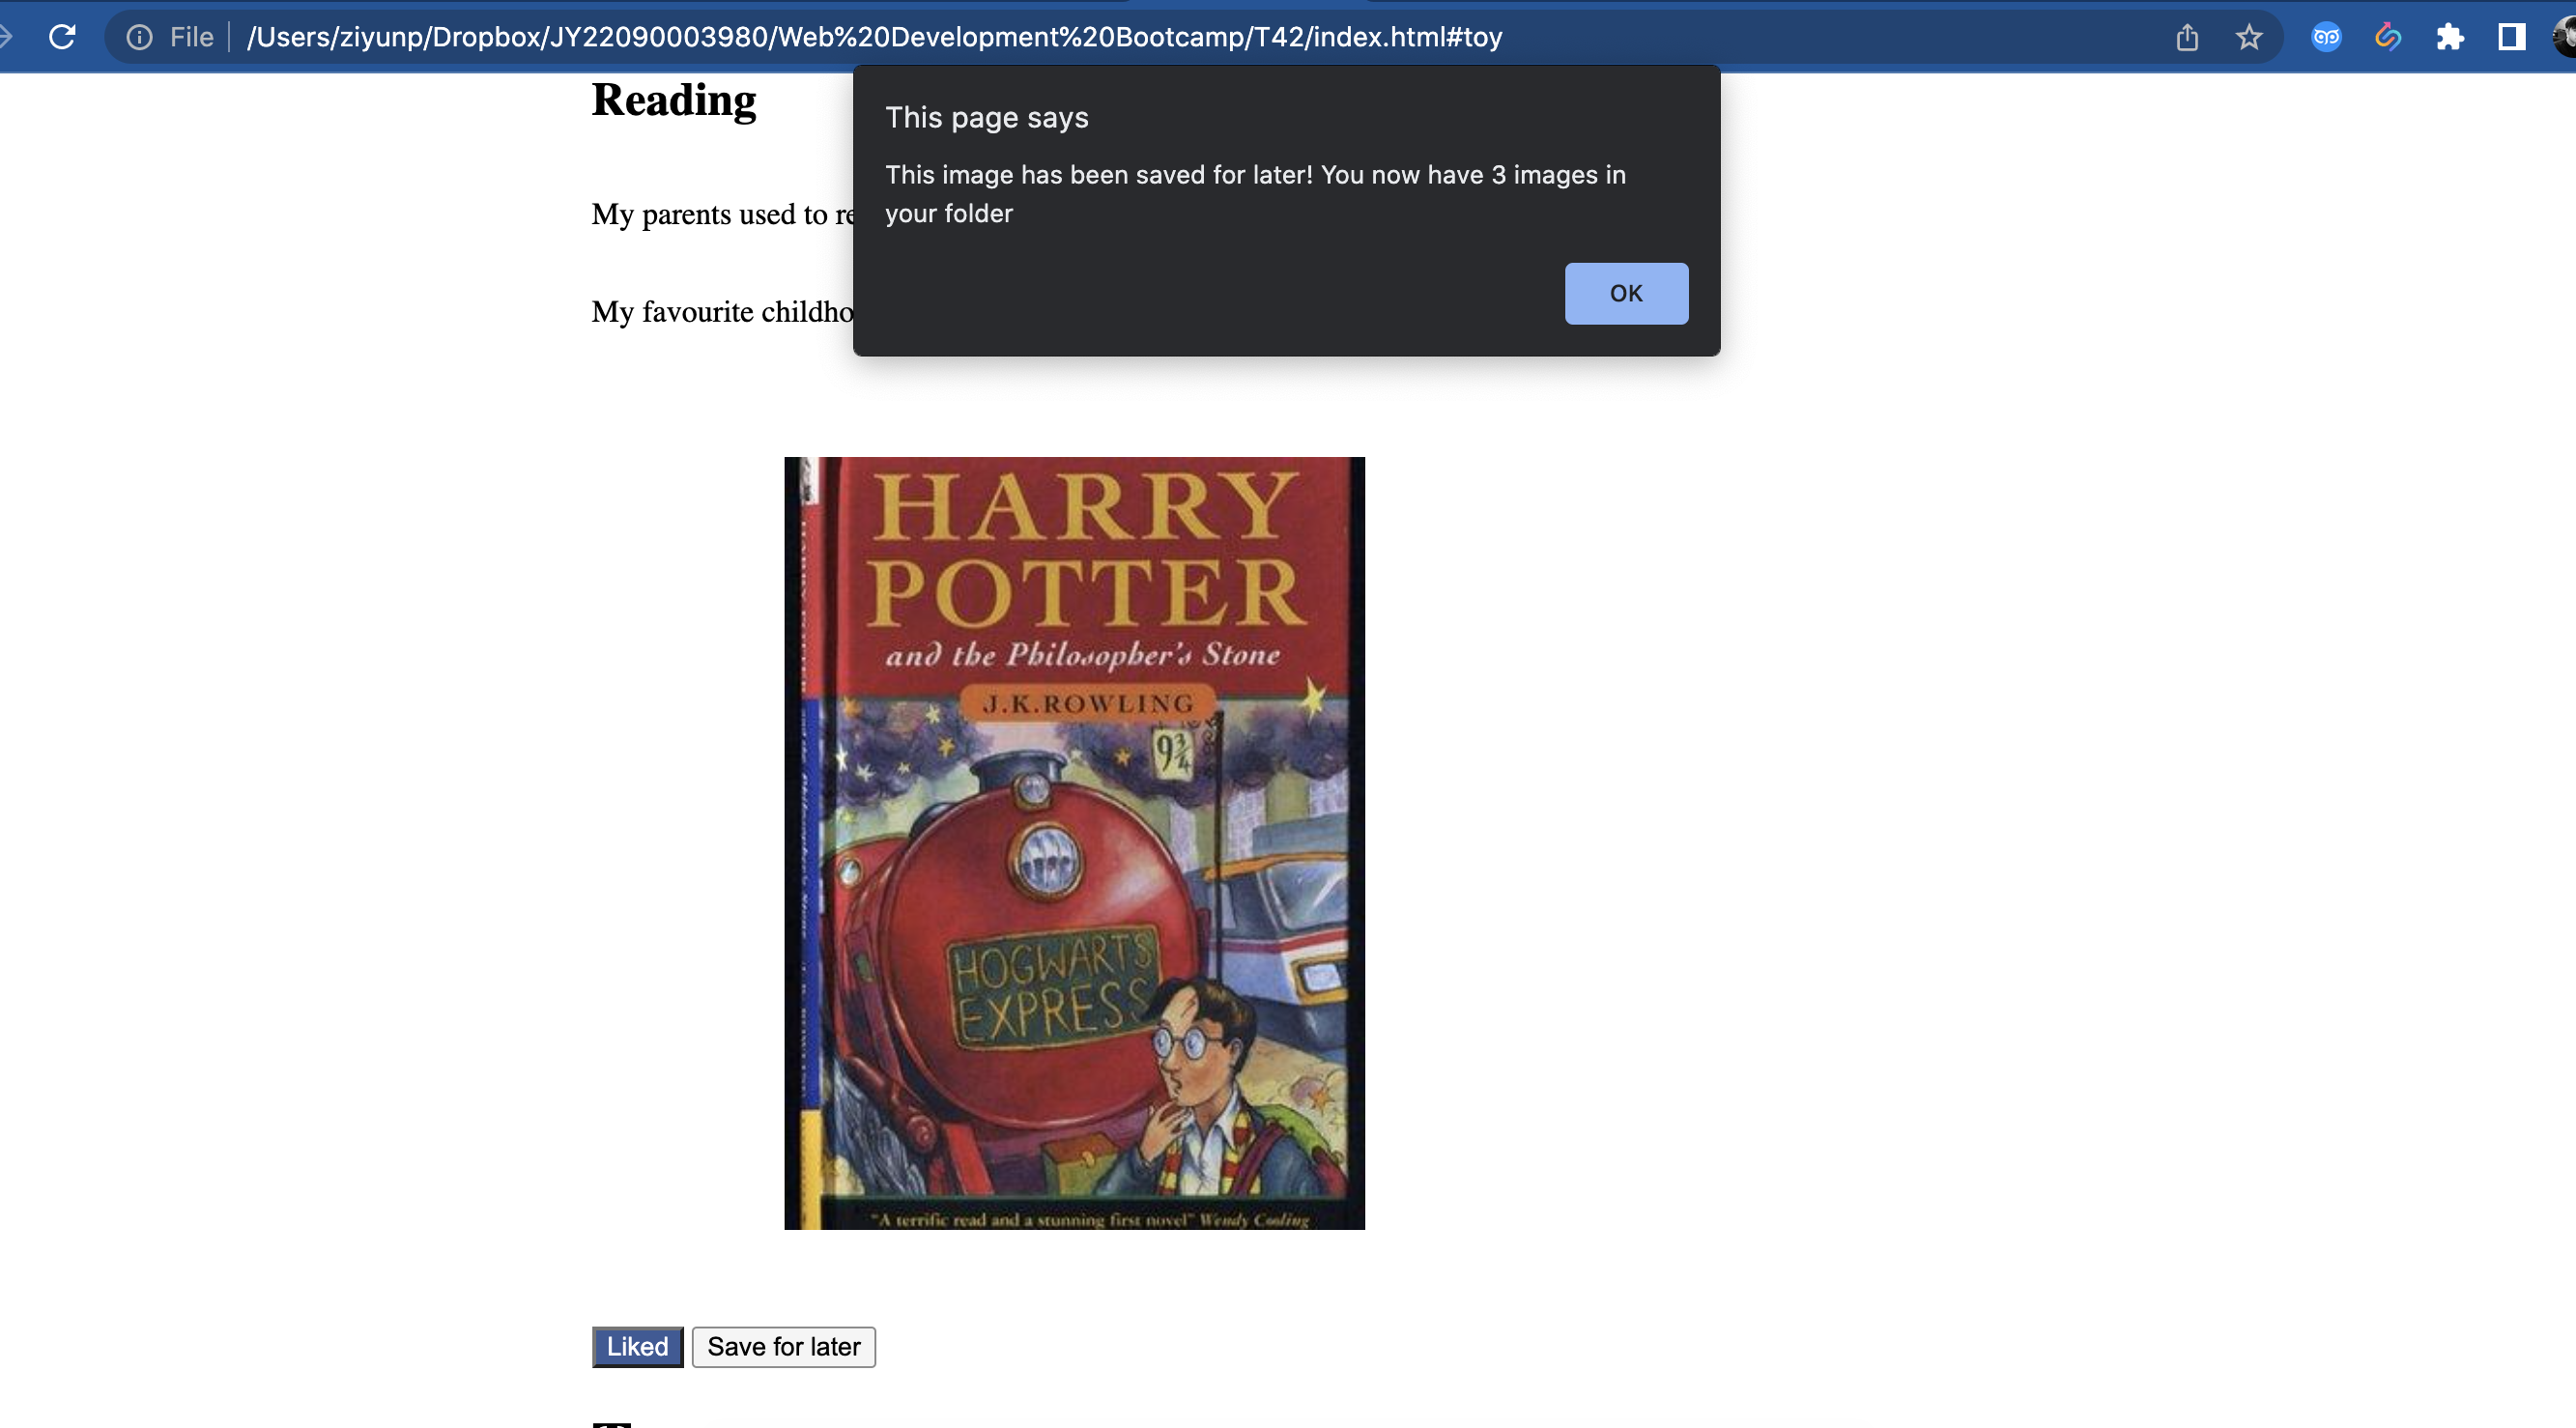 File /Users/ziyunp/Dropbox/JY22090003980/Web%20Development%20Bootcamp/T42/index.html#toy
Reading
This page says
This image has been saved for later! You now have 3 images in
your folder
My parents used to re
OK
My favourite childho
HARRY
POTTER
and the Philosopher's Stone
J.K.ROWLING
9¾
HOGWARTS
EXPRESS
"A terrific read and a stunning first novel" Wendy Cooling
Liked
Save for later